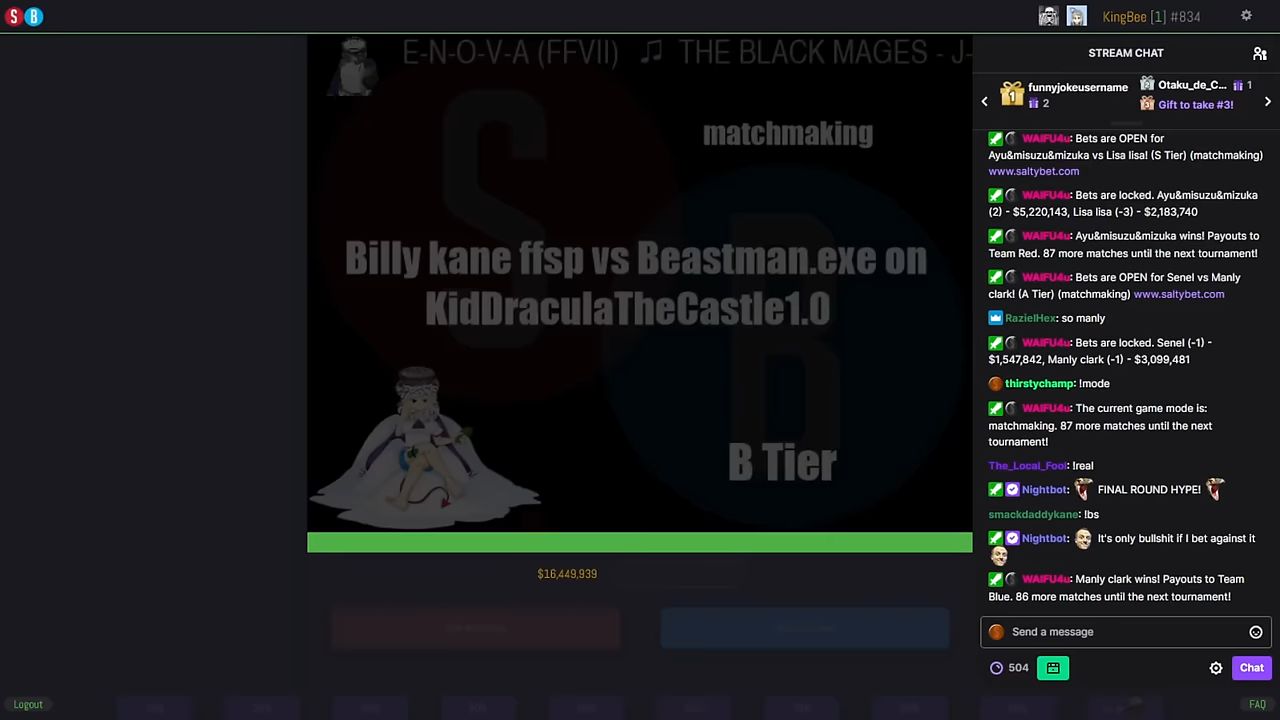 S B
KingBee [1] #834
E-N-O-V-A (FFVII) ♫ THE BLACK MAGES - J-
matchmaking
Billy kane ffsp vs Beastman.exe on
KidDraculaTheCastle1.0
B Tier
$16,449,939
Logout
STREAM CHAT
1 funnyjokeusername
2
2 Otaku_de_C... 1
3 Gift to take #3!
WAIFU4u: Bets are OPEN for
Ayu&misuzu&mizuka vs Lisa lisa! (S Tier) (matchmaking)
www.saltybet.com
WAIFU4u: Bets are locked. Ayu&misuzu&mizuka
(2) - $5,220,143, Lisa lisa (-3) - $2,183,740
WAIFU4u: Ayu&misuzu&mizuka wins! Payouts to
Team Red. 87 more matches until the next tournament!
WAIFU4u: Bets are OPEN for Senel vs Manly
clark! (A Tier) (matchmaking) www.saltybet.com
RazielHex: so manly
WAIFU4u: Bets are locked. Senel (-1) -
$1,547,842, Manly clark (-1) - $3,099,481
thirstychamp: !mode
WAIFU4u: The current game mode is:
matchmaking. 87 more matches until the next
tournament!
The_Local_Fool: !real
Nightbot: FINAL ROUND HYPE!
smackdaddykane: !bs
Nightbot: It's only bullshit if I bet against it
WAIFU4u: Manly clark wins! Payouts to Team
Blue. 86 more matches until the next tournament!
Send a message
504
Chat
FAQ